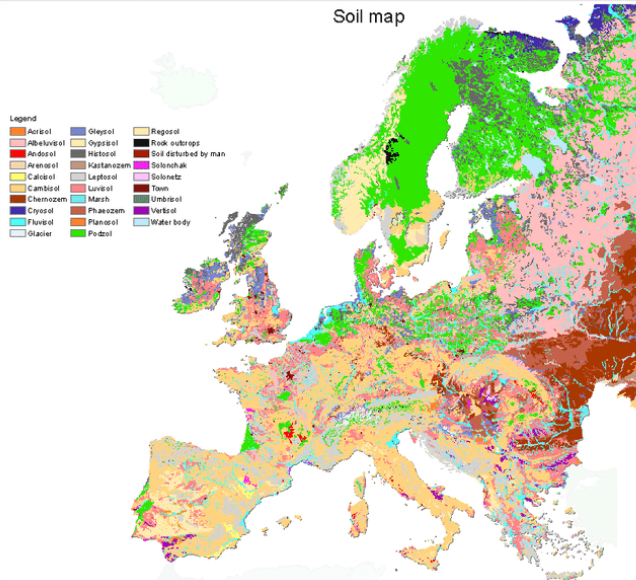 Soil map
Legend
Acrisol
Albeluvisol
Andosol
Arenosol
Calcisol
Cambisol
Chernozem
Cryosol
Fluvisol
Glacier
Gleysol
Gypsisol
Histosol
Kastanozem
Leptosol
Luvisol
Marsh
Phaeozem
Planosol
Podzol
Regosol
Rook outcrops
Soil disturbed by man
Solonchak
Solonetz
Town
Umbrisol
Vertisol
Water body